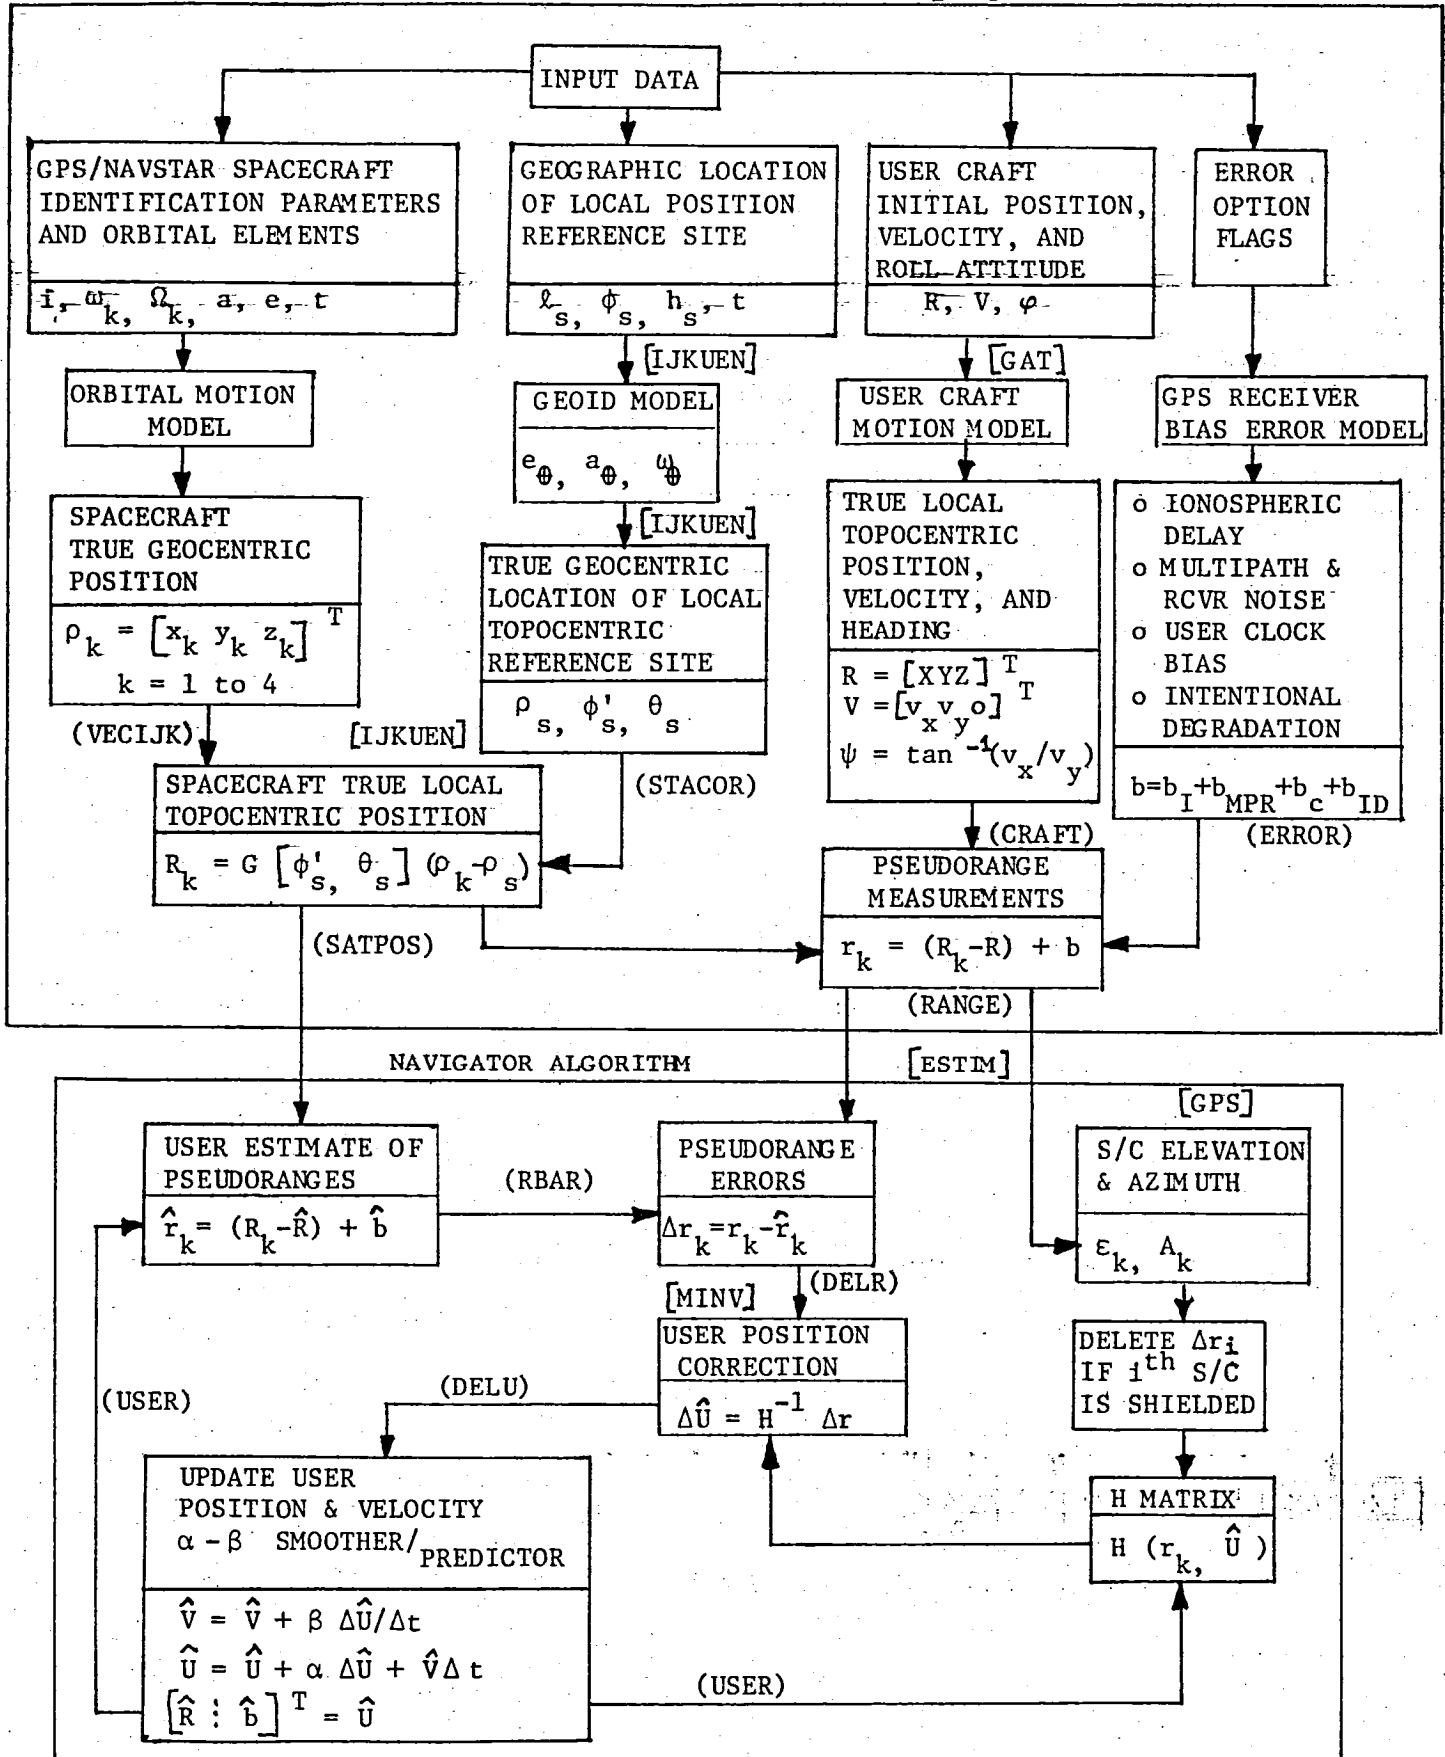 INPUT DATA
GPS/NAVSTAR SPACECRAFT
IDENTIFICATION PARAMETERS
AND ORBITAL ELEMENTS
i, ω_k, Ω_k, a, e, t
GEOGRAPHIC LOCATION
OF LOCAL POSITION
REFERENCE SITE
ℓ_s, ϕ_s, h_s, t
USER CRAFT
INITIAL POSITION,
VELOCITY, AND
ROLL ATTITUDE
R, V, φ
ERROR
OPTION
FLAGS
[IJKUEN]
[GAT]
ORBITAL MOTION
MODEL
GEOID MODEL
e_⊕, a_⊕, ω_⊕
USER CRAFT
MOTION MODEL
GPS RECEIVER
BIAS ERROR MODEL
SPACECRAFT
TRUE GEOCENTRIC
POSITION
ρ_k = [x_k y_k z_k]^T
k = 1 to 4
(VECIJK)
[IJKUEN]
TRUE GEOCENTRIC
LOCATION OF LOCAL
TOPOCENTRIC
REFERENCE SITE
ρ_s, ϕ'_s, θ_s
[IJKUEN]
(STACOR)
TRUE LOCAL
TOPOCENTRIC
POSITION,
VELOCITY, AND
HEADING
R = [XYZ]^T
V = [v_x v_y o]^T
ψ = tan^-1(v_x/v_y)
o IONOSPHERIC
DELAY
o MULTIPATH &
RCVR NOISE
o USER CLOCK
BIAS
o INTENTIONAL
DEGRADATION
b=b_I+b_MPR+b_c+b_ID
(ERROR)
SPACECRAFT TRUE LOCAL
TOPOCENTRIC POSITION
R_k = G [ϕ'_s, θ_s] (ρ_k-ρ_s)
(SATPOS)
(CRAFT)
PSEUDORANGE
MEASUREMENTS
r_k = (R_k-R) + b
(RANGE)
NAVIGATOR ALGORITHM
[ESTIM]
[GPS]
USER ESTIMATE OF
PSEUDORANGES
r̂_k = (R_k-R̂) + b̂
(RBAR)
PSEUDORANGE
ERRORS
Δr_k=r_k-r̂_k
(DELR)
S/C ELEVATION
& AZIMUTH
ε_k, A_k
[MINV]
USER POSITION
CORRECTION
ΔÛ = H^-1 Δr
DELETE Δr_i
IF i^th S/C
IS SHIELDED
(USER)
(DELU)
UPDATE USER
POSITION & VELOCITY
α-β SMOOTHER/PREDICTOR
V̂ = V̂ + β ΔÛ/Δt
Û = Û + α ΔÛ + V̂Δt
[R̂ ⋮ b̂]^T = Û
(USER)
H MATRIX
H (r_k, Û)